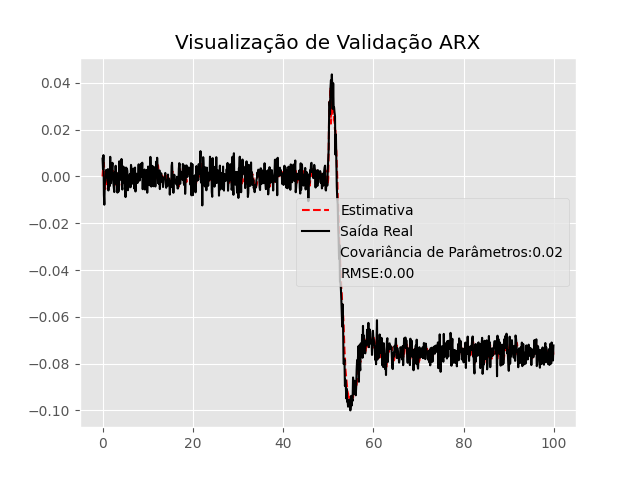 Visualização de Validação ARX
0.04
0.02
0.00
−0.02
−0.04
−0.06
−0.08
−0.10
Estimativa
Saída Real
Covariância de Parâmetros:0.02
RMSE:0.00
0 20 40 60 80 100